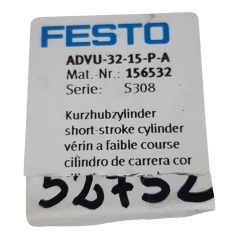 FESTO
ADVU-32-15-P-A
Mat.-Nr.: 156532
Serie: S308
Kurzhubzylinder
short-stroke cylinder
vérin a faible course
cilindro de carrera cor
52752